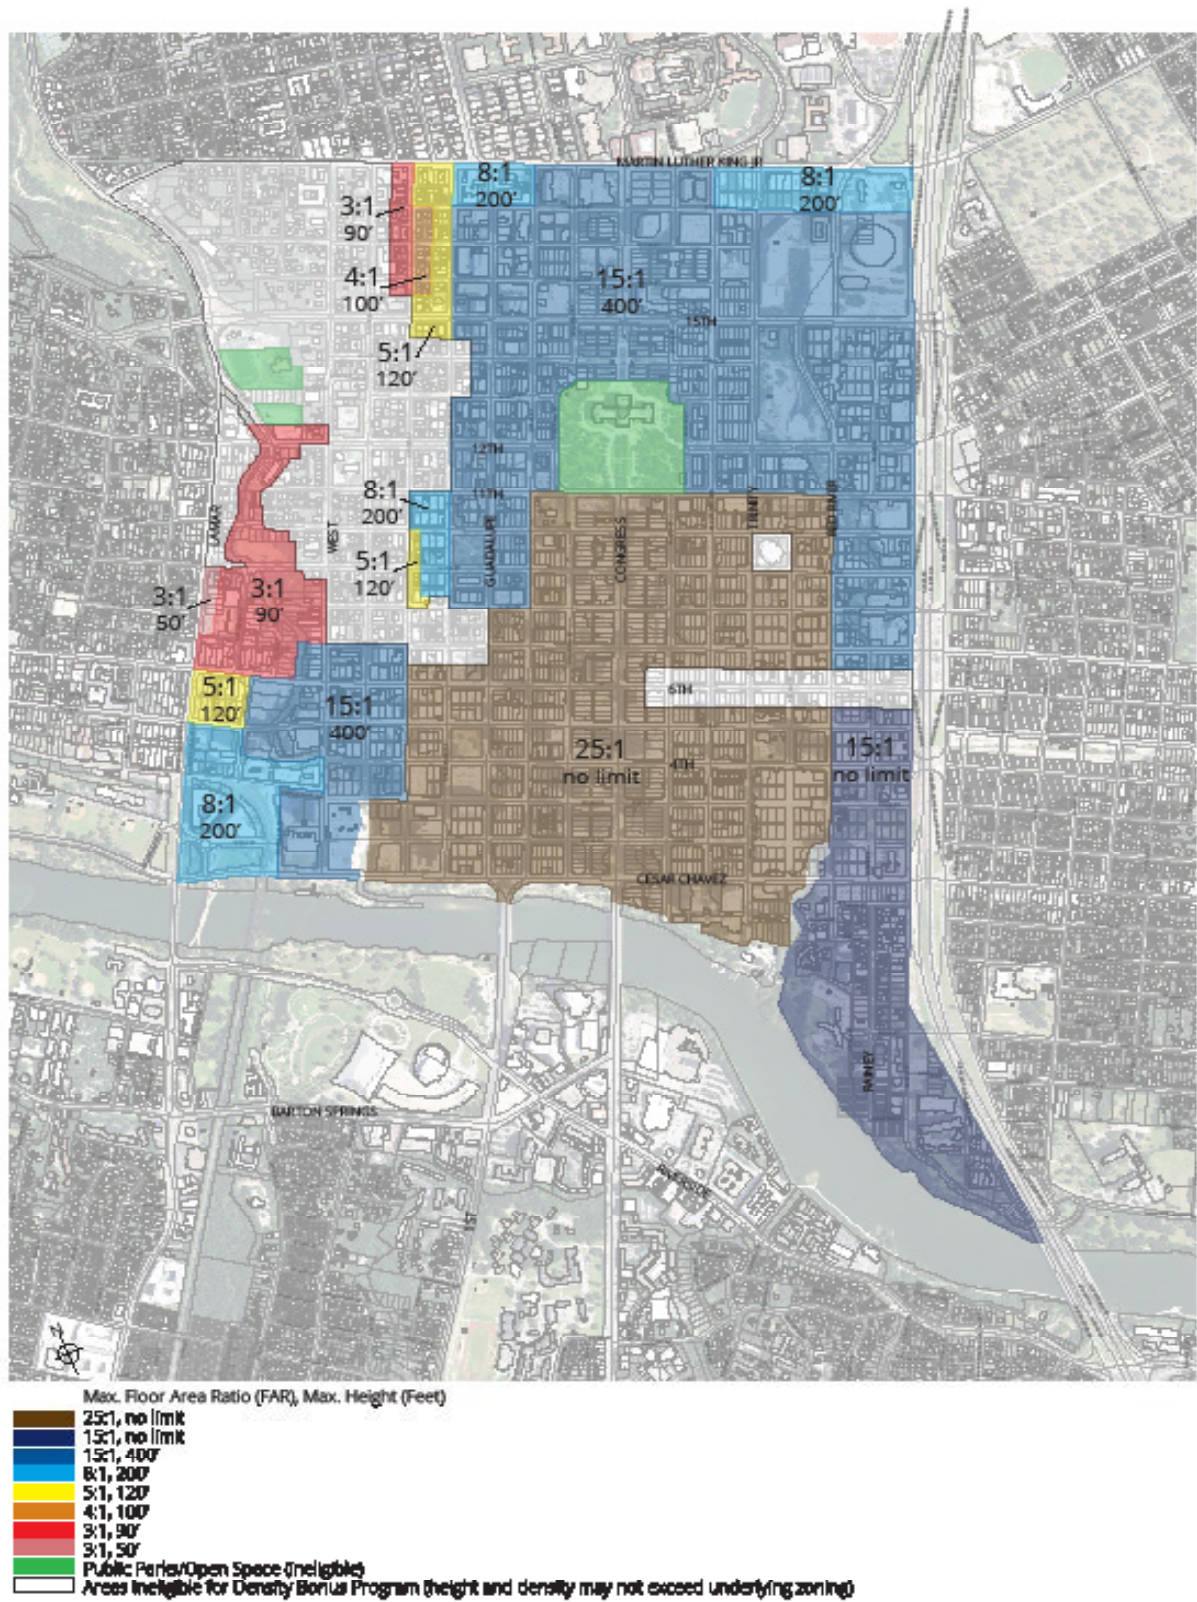 MARTIN LUTHER KING JR
8:1
200'
8:1
200'
3:1
90'
4:1
100'
15:1
400'
15TH
5:1
120'
12TH
11TH
8:1
200'
LAMAR
WEST
GUADALUPE
CONGRESS
TRINITY
RED RIVER
5:1
120'
3:1
50'
3:1
90'
5:1
120'
15:1
400'
6TH
25:1
no limit
4TH
15:1
no limit
8:1
200'
CESAR CHAVEZ
RAINEY
BARTON SPRINGS
RIVERSIDE
1ST
Max. Floor Area Ratio (FAR), Max. Height (Feet)
25:1, no limit
15:1, no limit
15:1, 400'
8:1, 200'
5:1, 120'
4:1, 100'
3:1, 90'
3:1, 50'
Public Parks/Open Space (Ineligible)
Areas Ineligible for Density Bonus Program (height and density may not exceed underlying zoning)